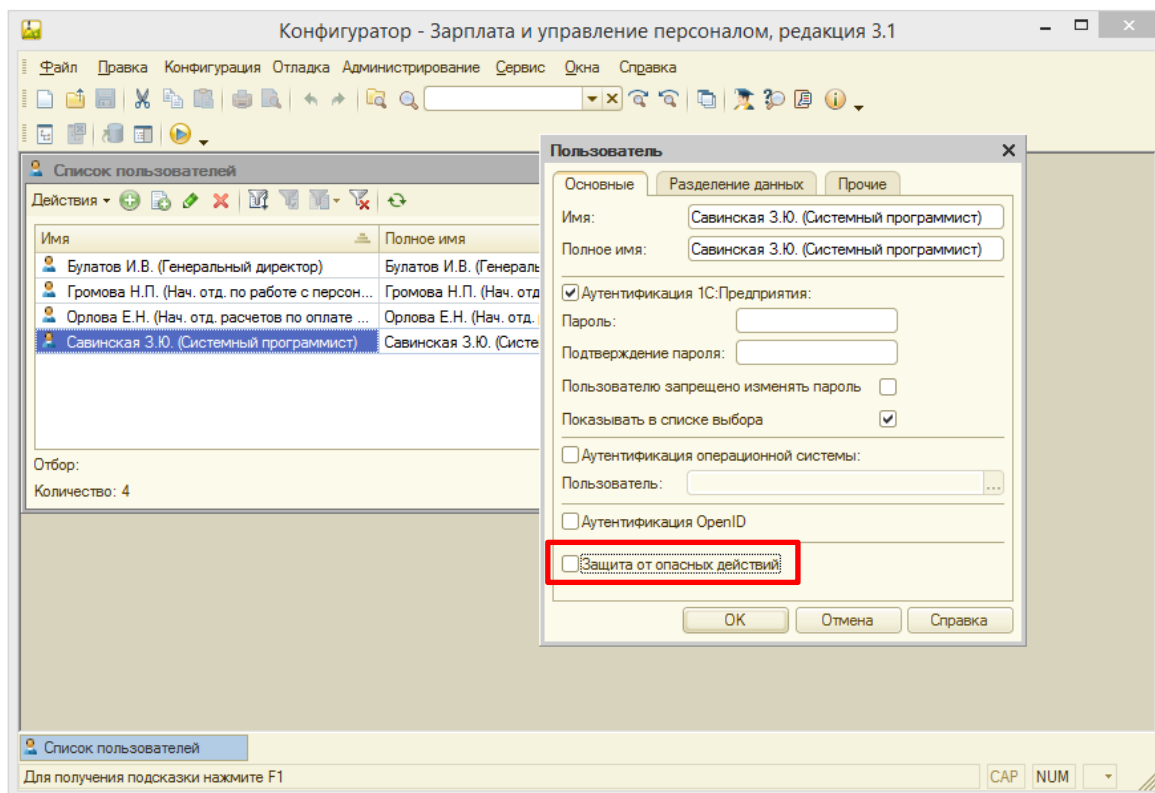 Конфигуратор - Зарплата и управление персоналом, редакция 3.1
Файл Правка Конфигурация Отладка Администрирование Сервис Окна Справка
Список пользователей
Действия
Имя Полное имя
Булатов И.В. (Генеральный директор) Булатов И.В. (Генераль
Громова Н.П. (Нач. отд. по работе с персон... Громова Н.П. (Нач. отд
Орлова Е.Н. (Нач. отд. расчетов по оплате ... Орлова Е.Н. (Нач. отд.
Савинская З.Ю. (Системный программист) Савинская З.Ю. (Систе
Отбор:
Количество: 4
Пользователь
Основные Разделение данных Прочие
Имя: Савинская З.Ю. (Системный программист)
Полное имя: Савинская З.Ю. (Системный программист)
Аутентификация 1С:Предприятия:
Пароль:
Подтверждение пароля:
Пользователю запрещено изменять пароль
Показывать в списке выбора
Аутентификация операционной системы:
Пользователь: ...
Аутентификация OpenID
Защита от опасных действий
ОК Отмена Справка
Список пользователей
Для получения подсказки нажмите F1 CAP NUM